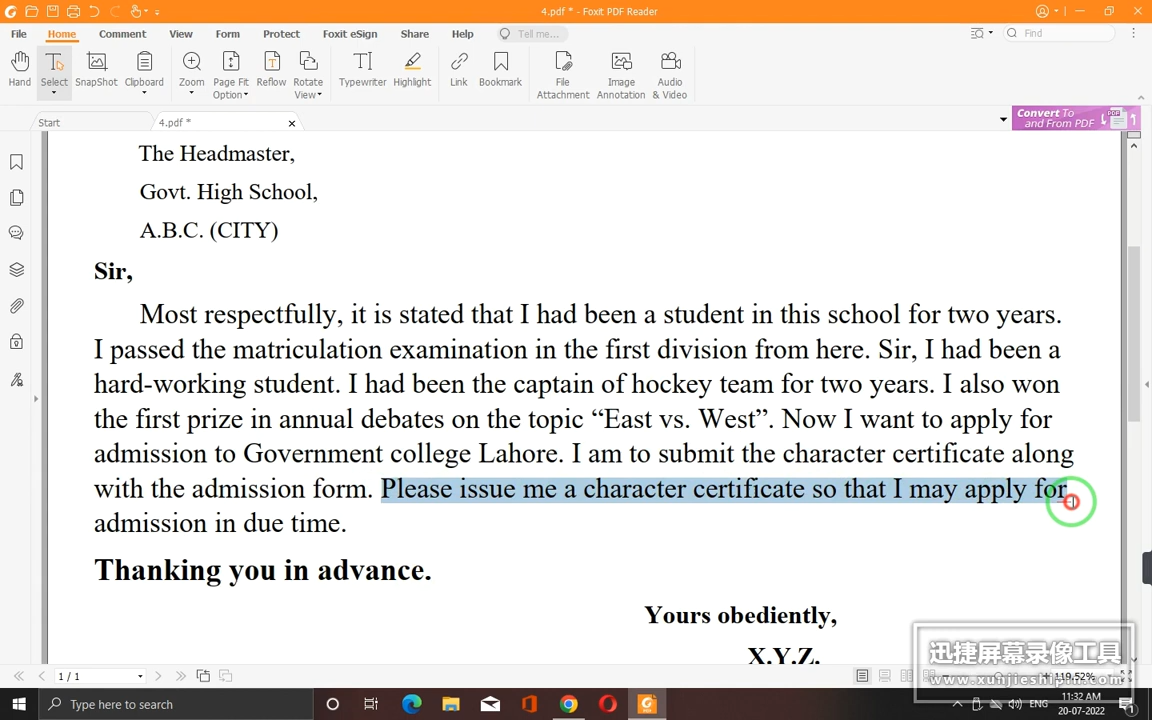 4.pdf * - Foxit PDF Reader
File Home Comment View Form Protect Foxit eSign Share Help Tell me... Find
Hand Select SnapShot Clipboard Zoom Page Fit Option Reflow Rotate View Typewriter Highlight Link Bookmark File Attachment Image Annotation Audio & Video
Start 4.pdf * Convert To and From PDF
The Headmaster,
Govt. High School,
A.B.C. (CITY)
Sir,
Most respectfully, it is stated that I had been a student in this school for two years.
I passed the matriculation examination in the first division from here. Sir, I had been a
hard-working student. I had been the captain of hockey team for two years. I also won
the first prize in annual debates on the topic “East vs. West”. Now I want to apply for
admission to Government college Lahore. I am to submit the character certificate along
with the admission form. Please issue me a character certificate so that I may apply for
admission in due time.
Thanking you in advance.
Yours obediently,
X.Y.Z.
迅捷屏幕录像工具
www.xunjieshipin.com
1 / 1 119.52%
Type here to search ENG 11:32 AM
20-07-2022